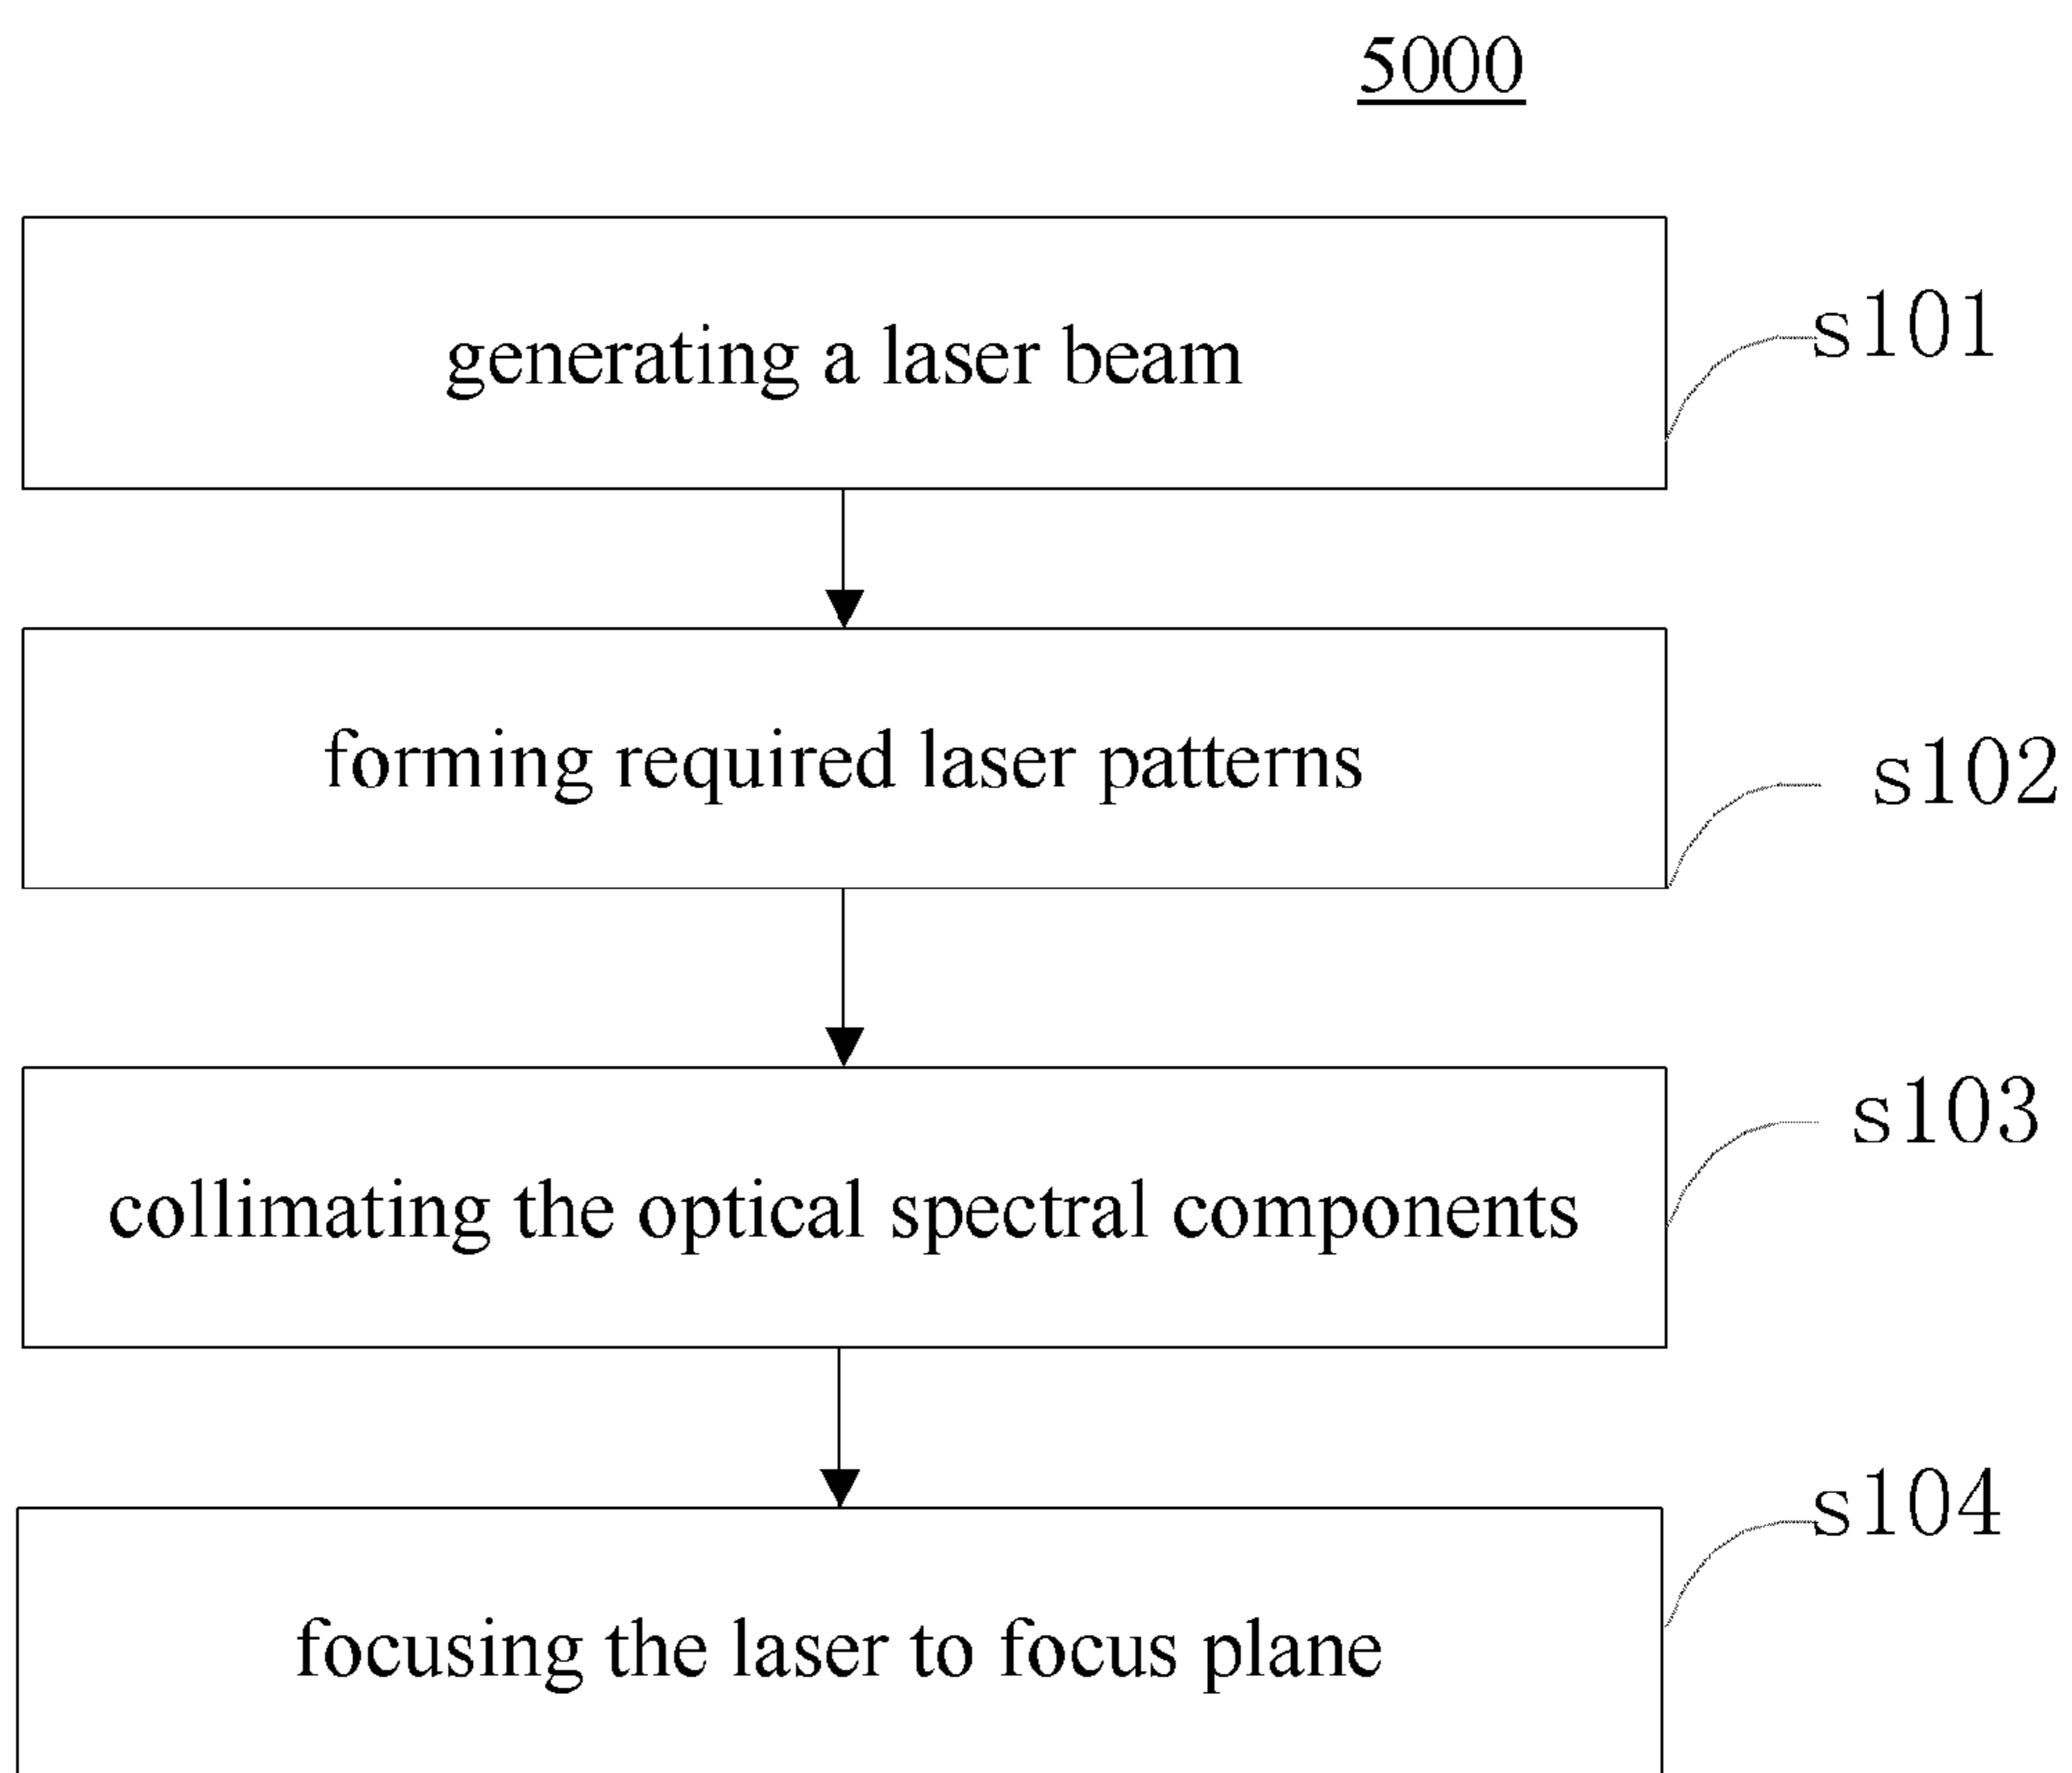 5000
generating a laser beam
s101
forming required laser patterns
s102
collimating the optical spectral components
s103
focusing the laser to focus plane
s104